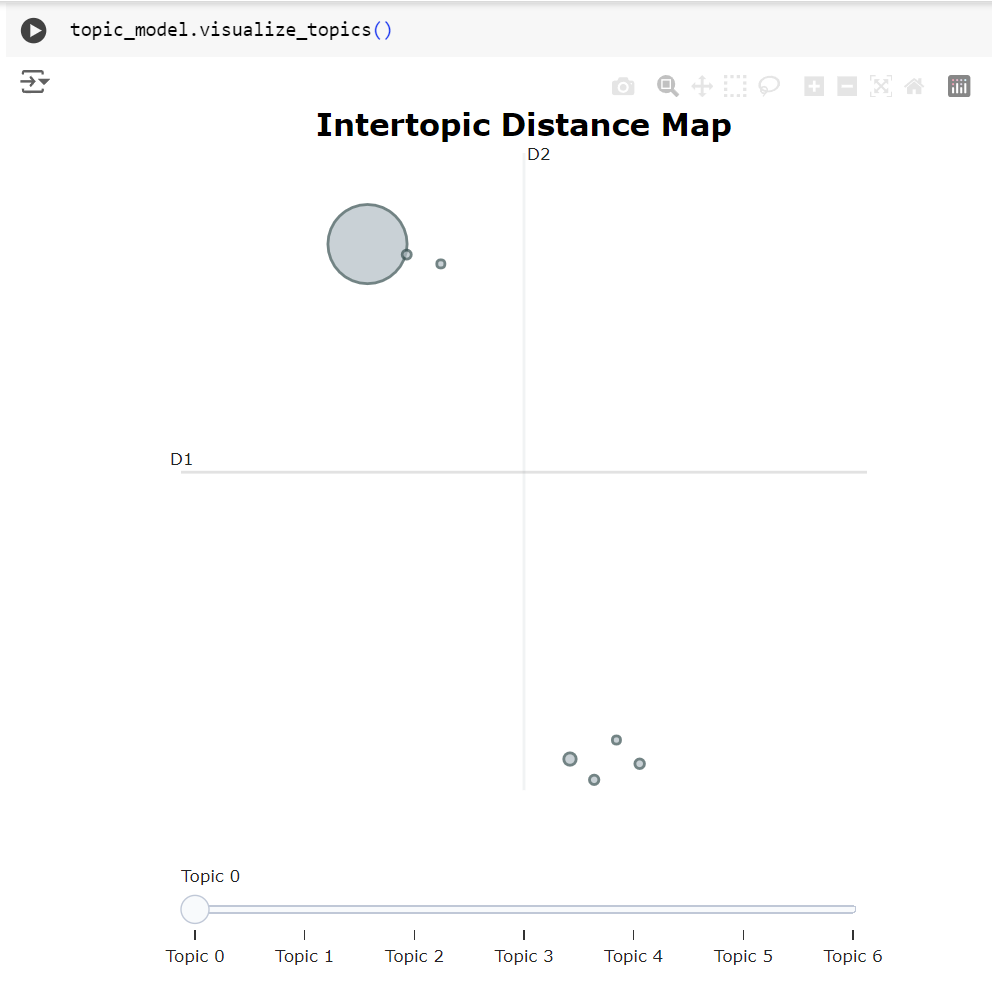 topic_model.visualize_topics()
Intertopic Distance Map
D2
D1
Topic 0
Topic 0 Topic 1 Topic 2 Topic 3 Topic 4 Topic 5 Topic 6